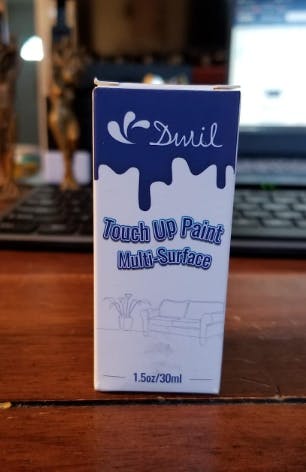 Dwil
Touch Up Paint
Multi-Surface
1.5oz/30ml